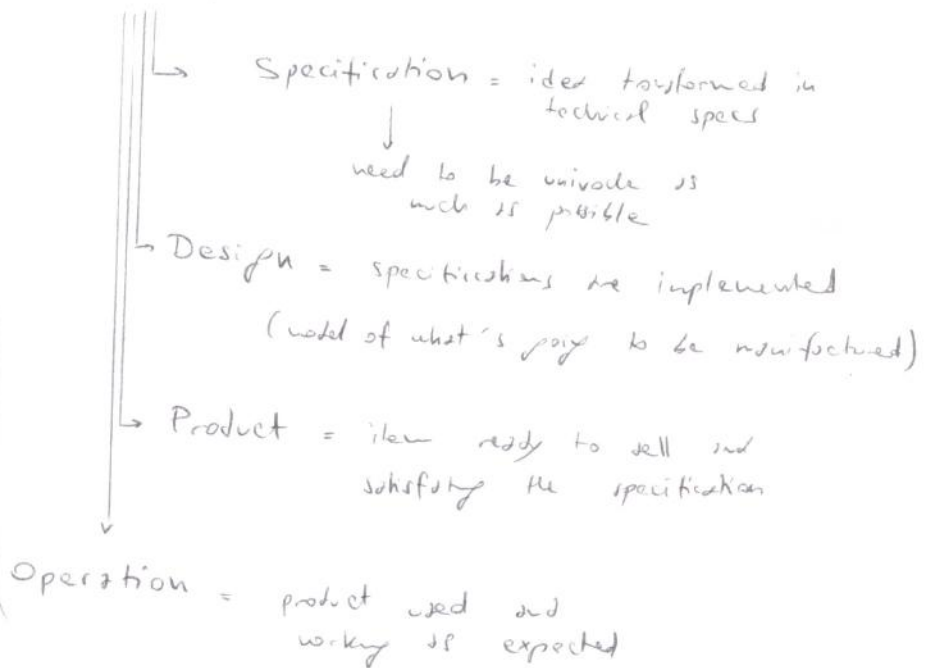 Specification = idea transformed in
technical specs
need to be univocle as
much as possible
Design = specifications are implemented
(model of what's going to be manufactured)
Product = item ready to sell and
satisfying the specification
Operation = product used and
working as expected